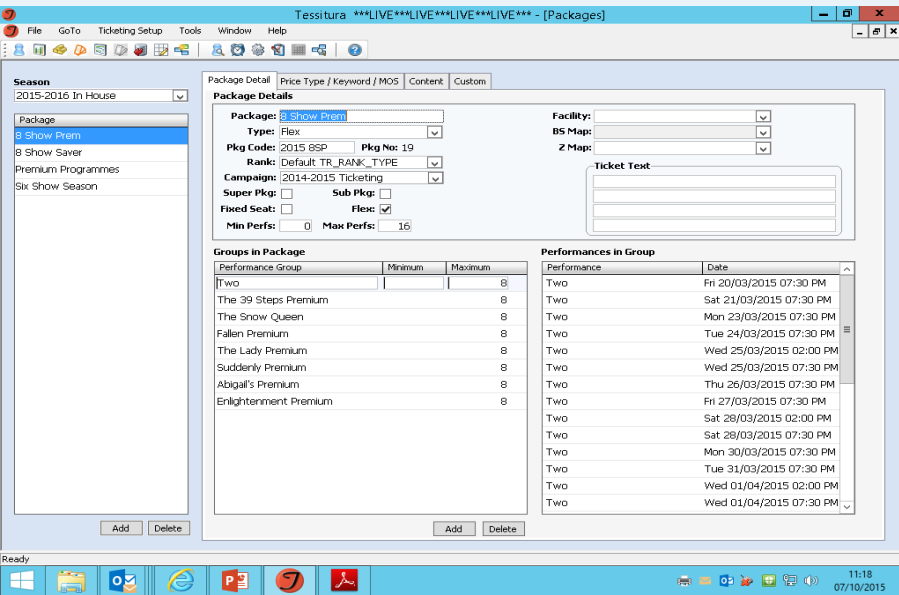 Tessitura ***LIVE***LIVE***LIVE***LIVE*** - [Packages]
File GoTo Ticketing Setup Tools Window Help
Season
2015-2016 In House
Package
8 Show Prem
8 Show Saver
Premium Programmes
Six Show Season
Add Delete
Package Detail Price Type / Keyword / MOS Content Custom
Package Details
Package: 8 Show Prem
Type: Flex
Pkg Code: 2015 8SP Pkg No: 19
Rank: Default TR_RANK_TYPE
Campaign: 2014-2015 Ticketing
Super Pkg: Sub Pkg:
Fixed Seat: Flex:
Min Perfs: 0 Max Perfs: 16
Facility:
BS Map:
Z Map:
Ticket Text
Groups in Package
Performance Group Minimum Maximum
Two 8
The 39 Steps Premium 8
The Snow Queen 8
Fallen Premium 8
The Lady Premium 8
Suddenly Premium 8
Abigail's Premium 8
Enlightenment Premium 8
Add Delete
Performances in Group
Performance Date
Two Fri 20/03/2015 07:30 PM
Two Sat 21/03/2015 07:30 PM
Two Mon 23/03/2015 07:30 PM
Two Tue 24/03/2015 07:30 PM
Two Wed 25/03/2015 02:00 PM
Two Wed 25/03/2015 07:30 PM
Two Thu 26/03/2015 07:30 PM
Two Fri 27/03/2015 07:30 PM
Two Sat 28/03/2015 02:00 PM
Two Sat 28/03/2015 07:30 PM
Two Mon 30/03/2015 07:30 PM
Two Tue 31/03/2015 07:30 PM
Two Wed 01/04/2015 02:00 PM
Two Wed 01/04/2015 07:30 PM
Ready
11:18
07/10/2015